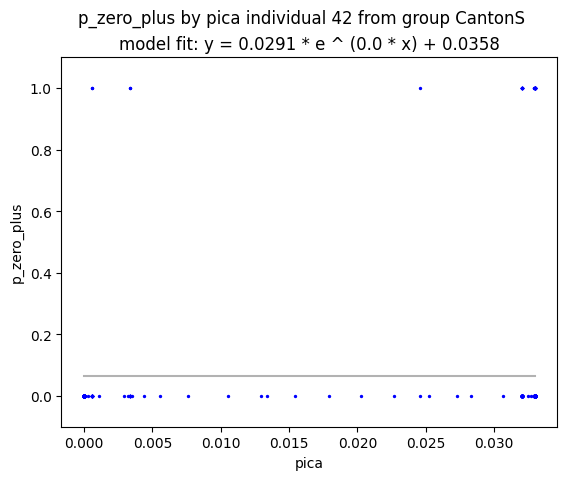 p_zero_plus by pica individual 42 from group CantonS
model fit: y = 0.0291 * e ^ (0.0 * x) + 0.0358
1.0
0.8
0.6
0.4
0.2
0.0
p_zero_plus
0.000 0.005 0.010 0.015 0.020 0.025 0.030
pica